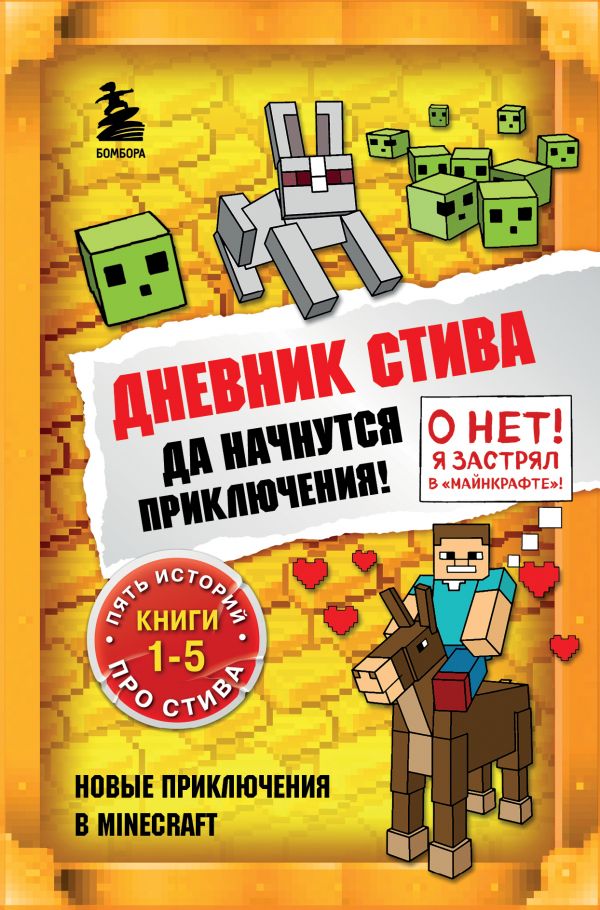 БОМБОРА
ДНЕВНИК СТИВА
ДА НАЧНУТСЯ
ПРИКЛЮЧЕНИЯ!
О НЕТ!
Я ЗАСТРЯЛ
В «МАЙНКРАФТЕ»!
• ПЯТЬ ИСТОРИЙ •
КНИГИ
1-5
ПРО СТИВА
НОВЫЕ ПРИКЛЮЧЕНИЯ
В MINECRAFT